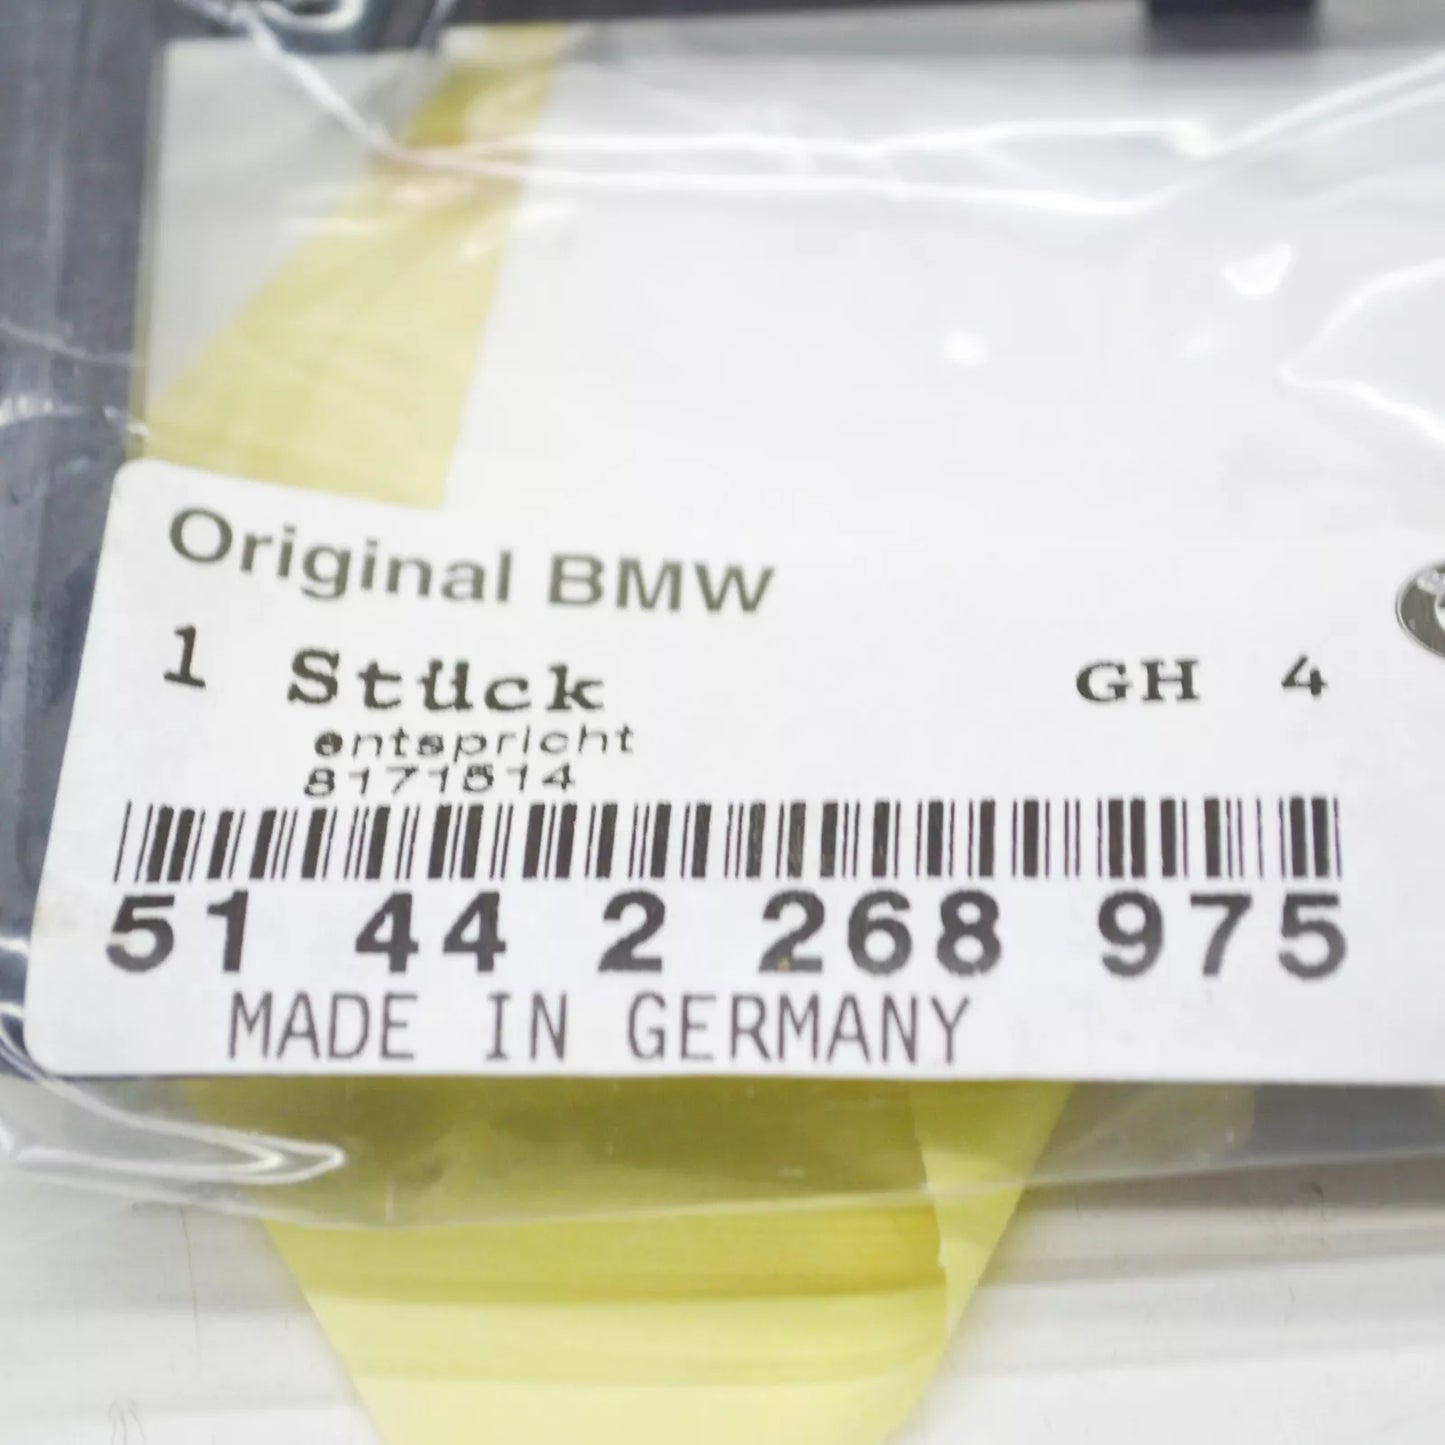 Original BMW
1 Stück GH 4
entspricht
8171514
51 44 2 268 975
MADE IN GERMANY